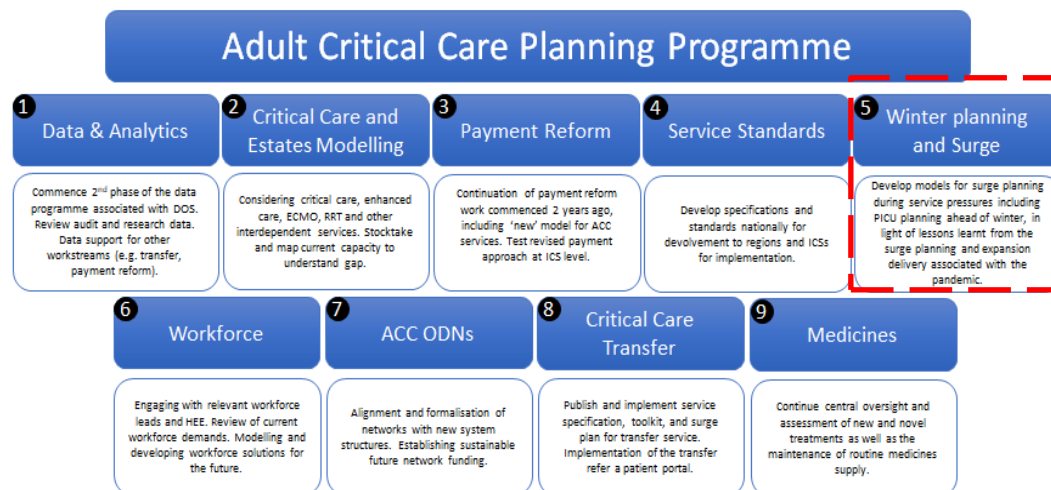 Adult Critical Care Planning Programme
1
Data & Analytics
Commence 2nd phase of the data
programme associated with DOS.
Review audit and research data.
Data support for other
workstreams (e.g. transfer,
payment reform).
2
Critical Care and
Estates Modelling
Considering critical care, enhanced
care, ECMO, RRT and other
interdependent services. Stocktake
and map current capacity to
understand gap.
3
Payment Reform
Continuation of payment reform
work commenced 2 years ago,
including ‘new’ model for ACC
services. Test revised payment
approach at ICS level.
4
Service Standards
Develop specifications and
standards nationally for
devolvement to regions and ICSs
for implementation.
5
Winter planning
and Surge
Develop models for surge planning
during service pressures including
PICU planning ahead of winter, in
light of lessons learnt from the
surge planning and expansion
delivery associated with the
pandemic.
6
Workforce
Engaging with relevant workforce
leads and HEE. Review of current
workforce demands. Modelling and
developing workforce solutions for
the future.
7
ACC ODNs
Alignment and formalisation of
networks with new system
structures. Establishing sustainable
future network funding.
8
Critical Care
Transfer
Publish and implement service
specification, toolkit, and surge
plan for transfer service.
Implementation of the transfer
refer a patient portal.
9
Medicines
Continue central oversight and
assessment of new and novel
treatments as well as the
maintenance of routine medicines
supply.